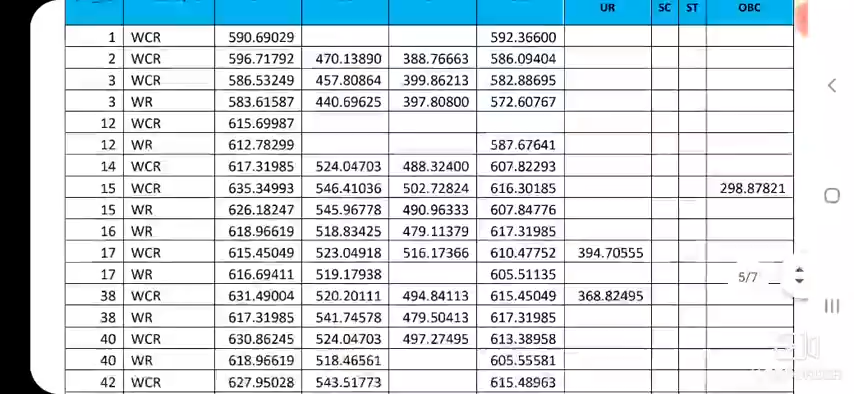 UR SC ST OBC
1 WCR 590.69029 592.36600
2 WCR 596.71792 470.13890 388.76663 586.09404
3 WCR 586.53249 457.80864 399.86213 582.88695
3 WR 583.61587 440.69625 397.80800 572.60767
12 WCR 615.69987
12 WR 612.78299 587.67641
14 WCR 617.31985 524.04703 488.32400 607.82293
15 WCR 635.34993 546.41036 502.72824 616.30185 298.87821
15 WR 626.18247 545.96778 490.96333 607.84776
16 WR 618.96619 518.83425 479.11379 617.31985
17 WCR 615.45049 523.04918 516.17366 610.47752 394.70555
17 WR 616.69411 519.17938 605.51135
5/7
38 WCR 631.49004 520.20111 494.84113 615.45049 368.82495
38 WR 617.31985 541.74578 479.50413 617.31985
40 WCR 630.86245 524.04703 497.27495 613.38958
40 WR 618.96619 518.46561 605.55581
42 WCR 627.95028 543.51773 615.48963